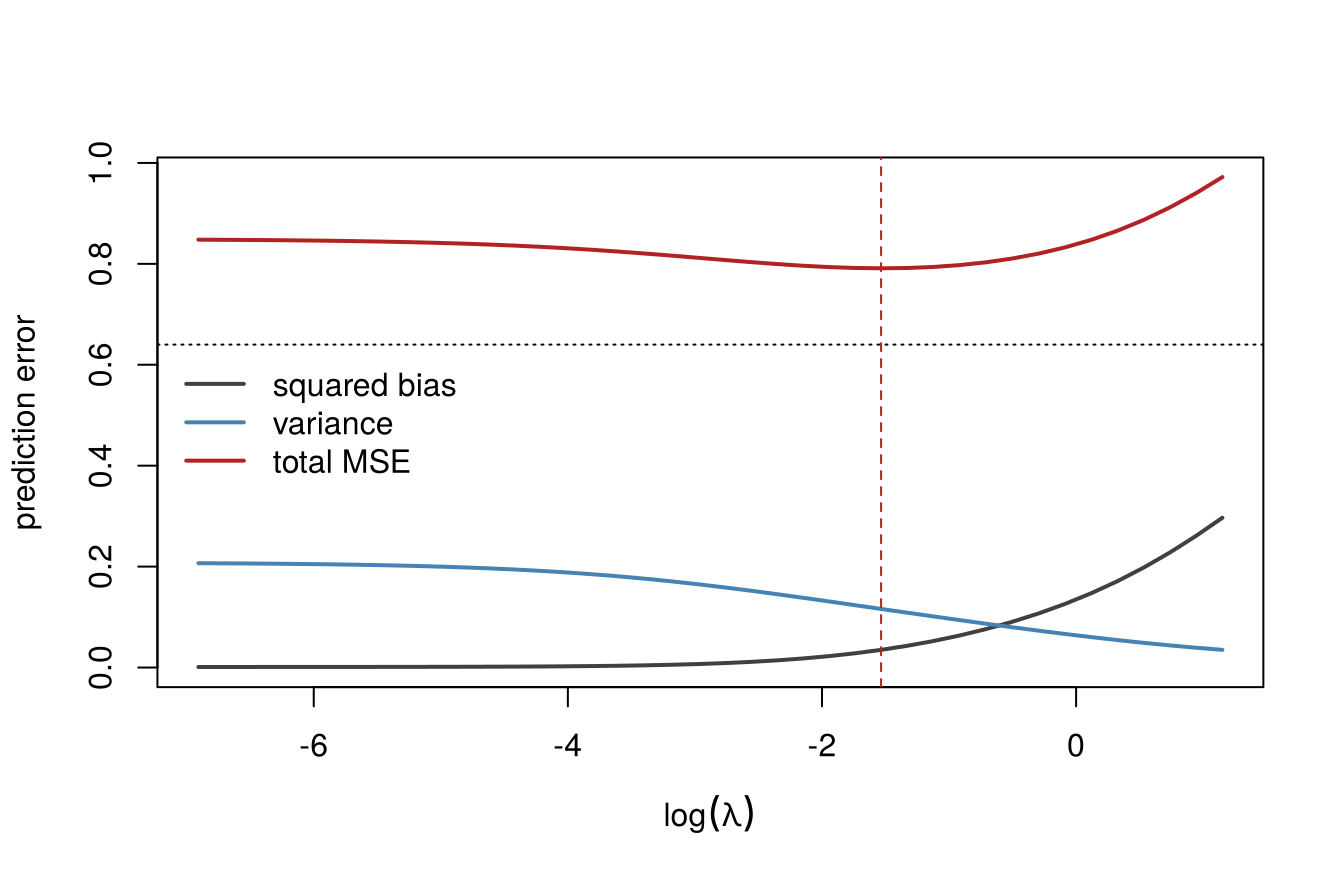 1.0
0.8
0.6
0.4
0.2
0.0
prediction error
squared bias
variance
total MSE
-6 -4 -2 0
log(λ)